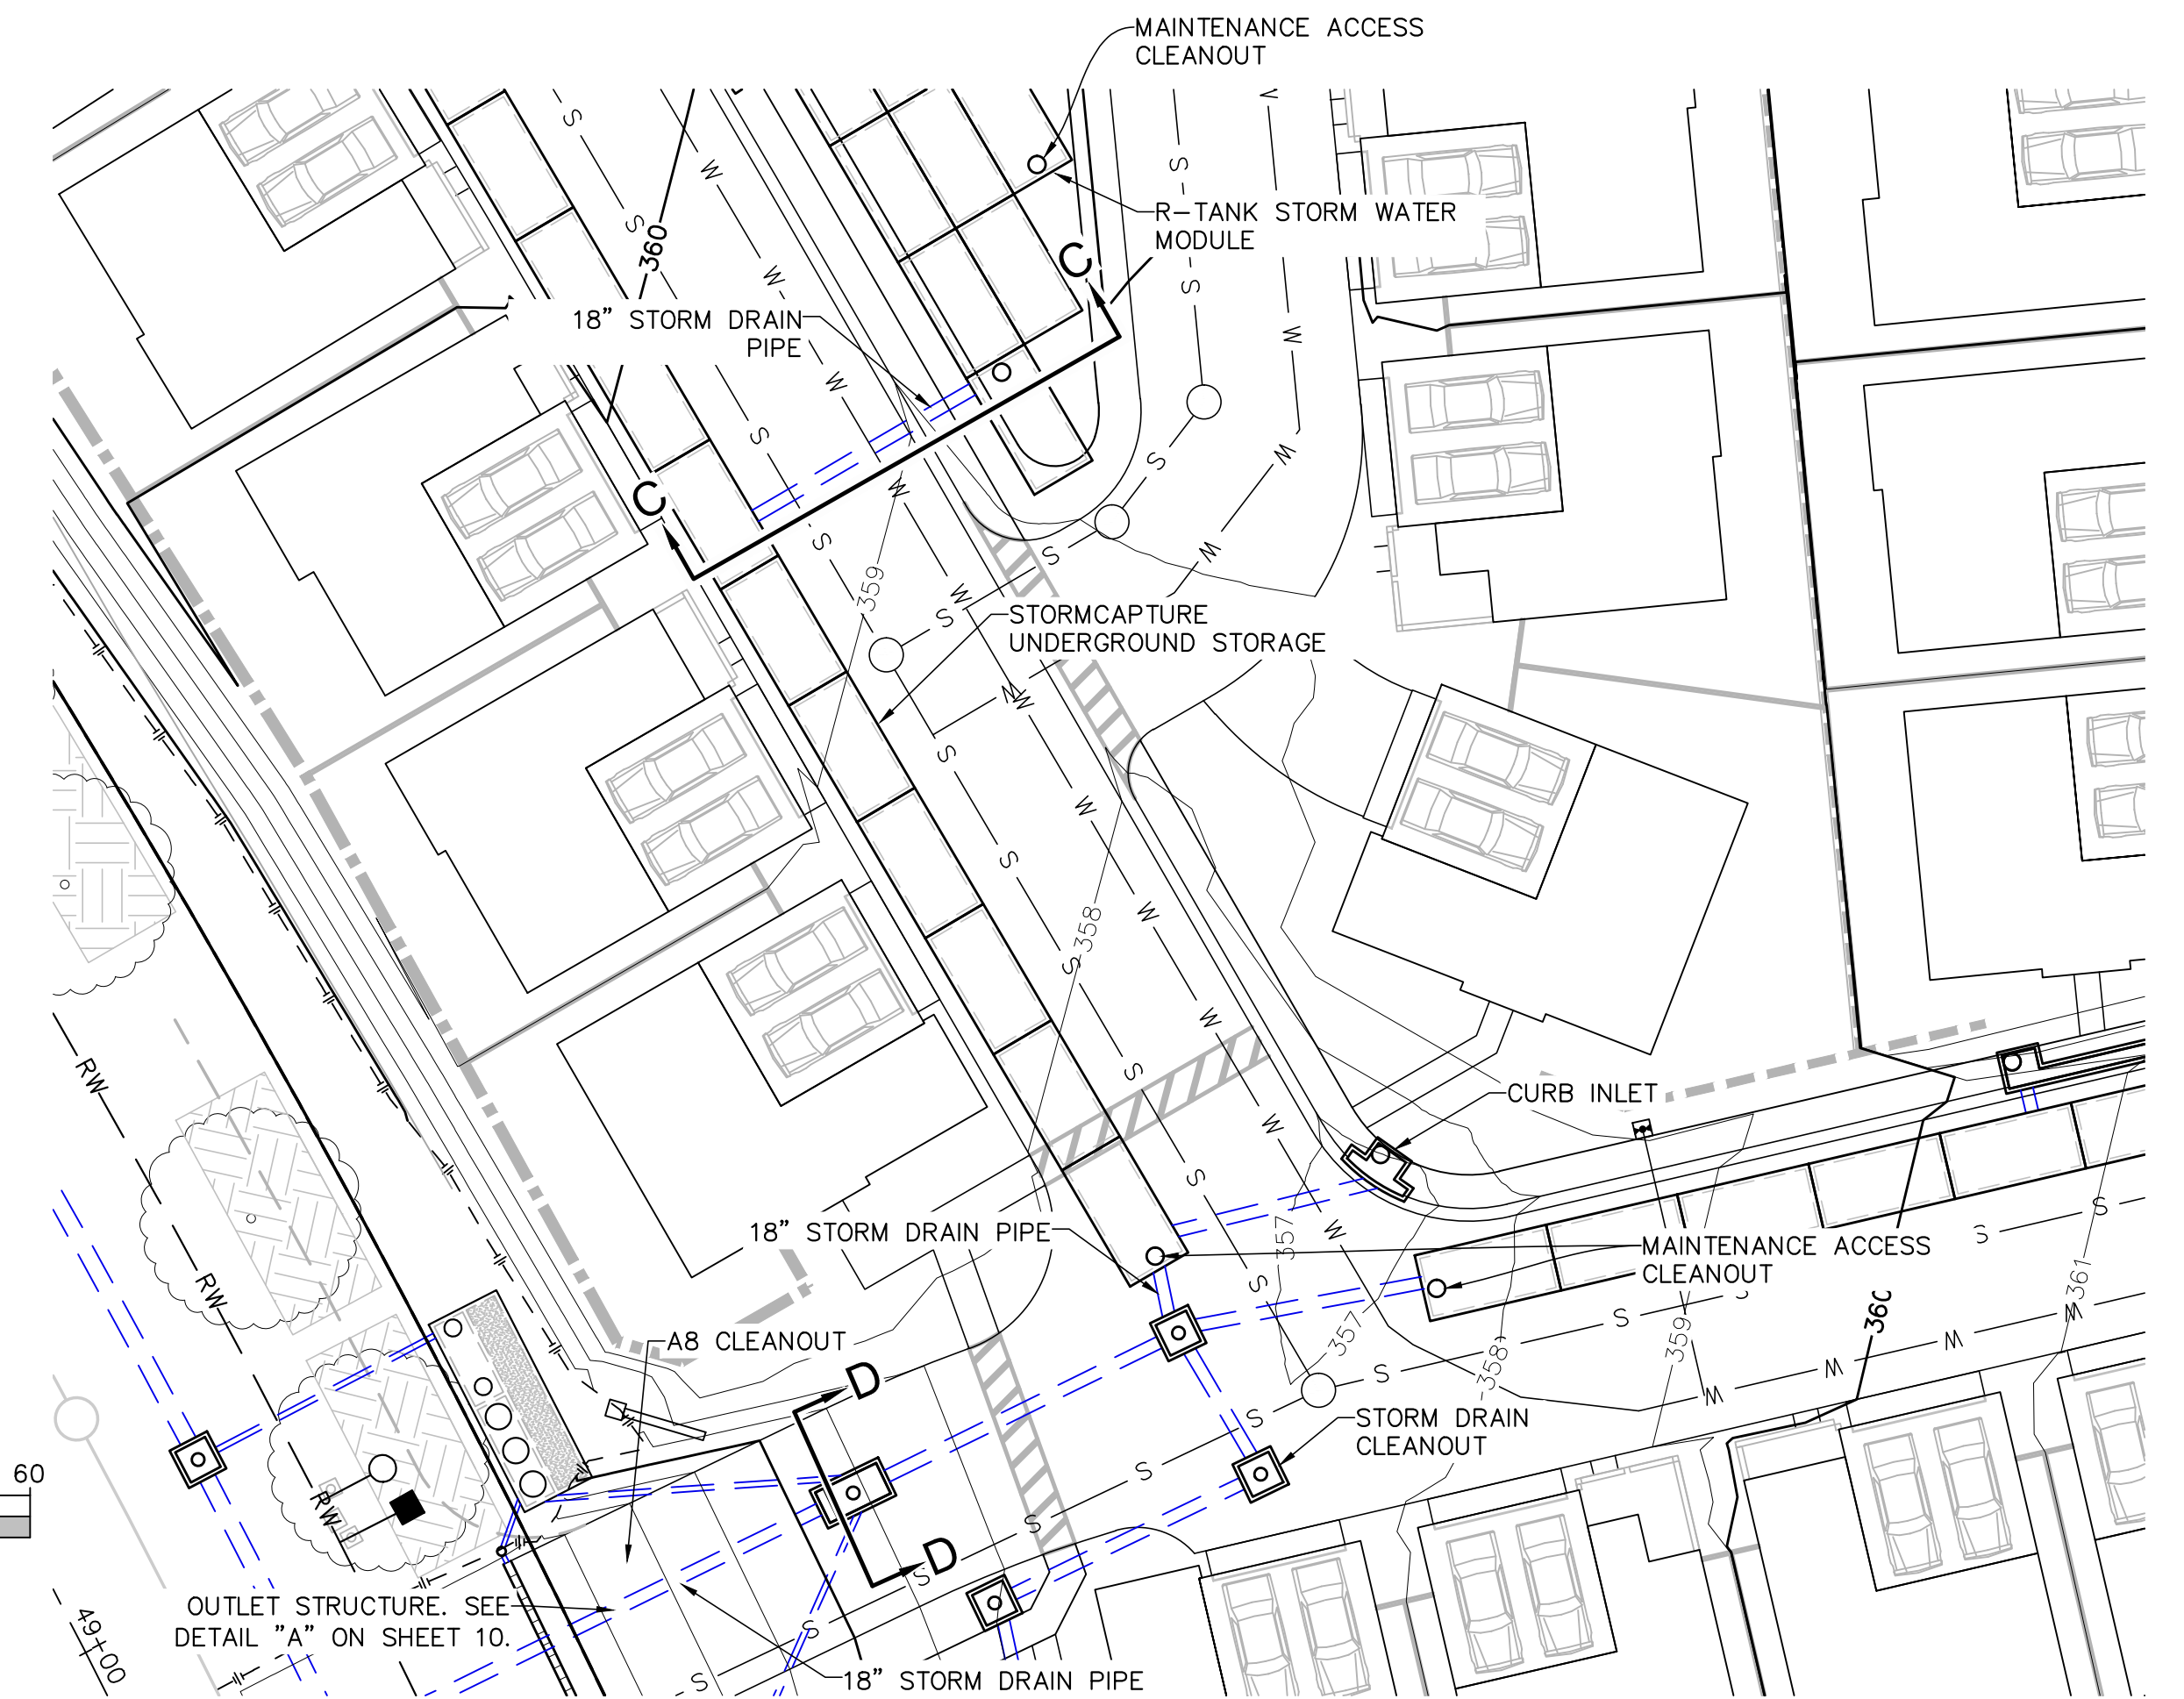 MAINTENANCE ACCESS
CLEANOUT
R-TANK STORM WATER
MODULE
360
C
18" STORM DRAIN
PIPE
C
359
STORMCAPTURE
UNDERGROUND STORAGE
358
CURB INLET
RW
18" STORM DRAIN PIPE
357
MAINTENANCE ACCESS
CLEANOUT
RW
361
A8 CLEANOUT
357
358
359
360
D
STORM DRAIN
CLEANOUT
60
RW
D
OUTLET STRUCTURE. SEE
DETAIL "A" ON SHEET 10.
49+00
18" STORM DRAIN PIPE
S
W